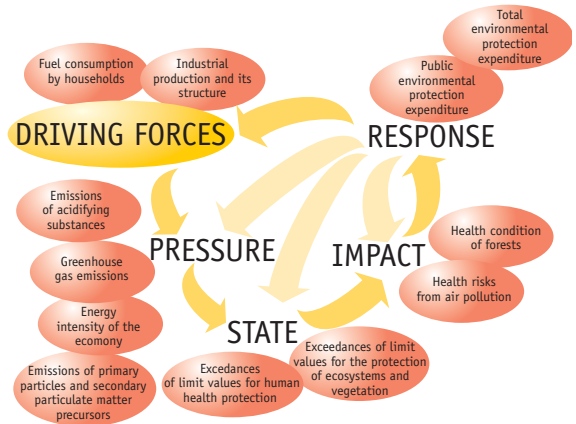 Total
environmental
protection
expenditure
Fuel consumption
by households
Industrial
production and its
structure
Public
environmental
protection
expenditure
DRIVING FORCES
RESPONSE
Emissions
of acidifying
substances
PRESSURE
IMPACT
Health condition
of forests
Greenhouse
gas emissions
Health risks
from air pollution
Energy
intensity of the
ecomony
STATE
Exceedances of limit
values for the protection
of ecosystems and
vegetation
Excedances
of limit values for human
health protection
Emissions of primary
particles and secondary
particulate matter
precursors